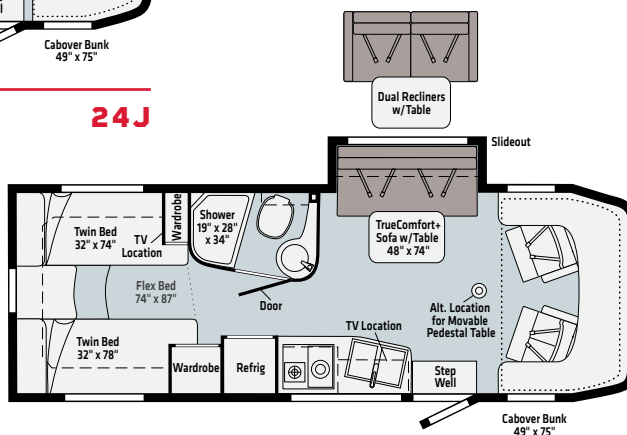 Cabover Bunk
49" x 75"
24J
Dual Recliners
w/Table
Slideout
Twin Bed
32" x 74"
TV
Location
Wardrobe
Shower
19" x 28"
x 34"
TrueComfort+
Sofa w/Table
48" x 74"
Flex Bed
74" x 87"
Door
Alt. Location
for Movable
Pedestal Table
TV Location
Twin Bed
32" x 78"
Wardrobe
Refrig
Step
Well
Cabover Bunk
49" x 75"